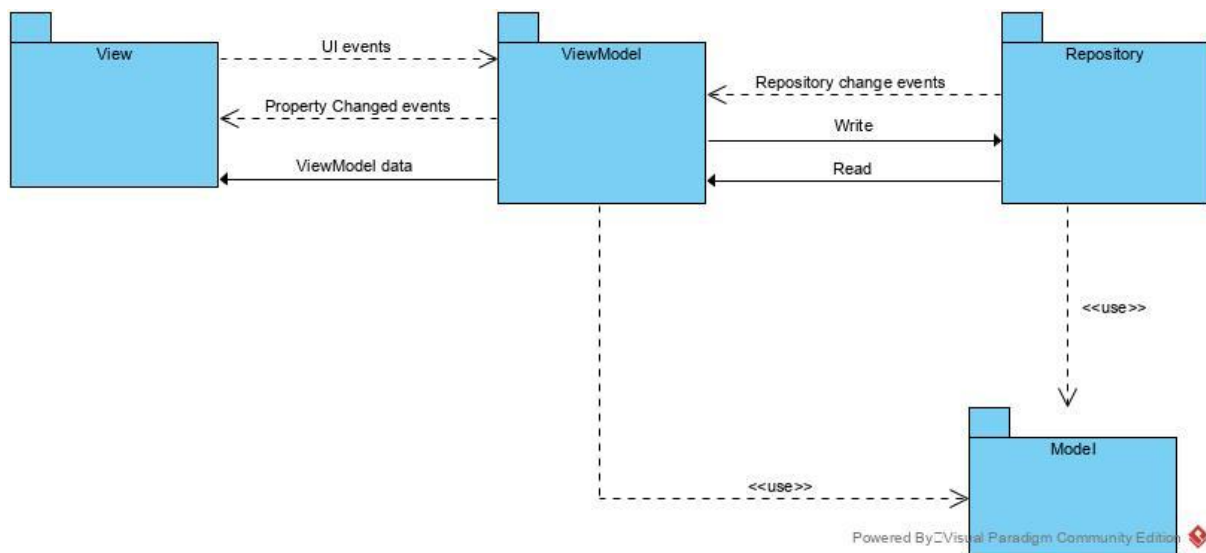 View
UI events
ViewModel
Repository
Property Changed events
Repository change events
Write
ViewModel data
Read
<<use>>
Model
<<use>>
Powered By Visual Paradigm Community Edition